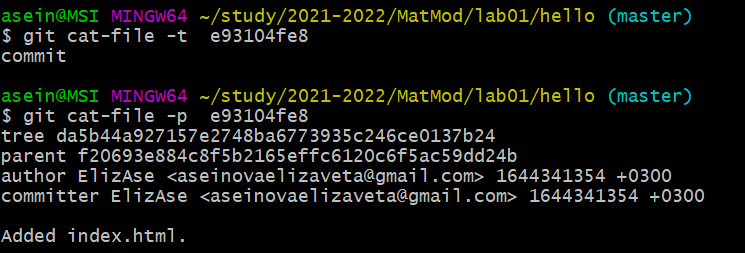 asein@MSI MINGW64 ~/study/2021-2022/MatMod/lab01/hello (master)
$ git cat-file -t  e93104fe8
commit
asein@MSI MINGW64 ~/study/2021-2022/MatMod/lab01/hello (master)
$ git cat-file -p  e93104fe8
tree da5b44a927157e2748ba6773935c246ce0137b24
parent f20693e884c8f5b2165effc6120c6f5ac59dd24b
author ElizAse <aseinovaelizaveta@gmail.com> 1644341354 +0300
committer ElizAse <aseinovaelizaveta@gmail.com> 1644341354 +0300
Added index.html.